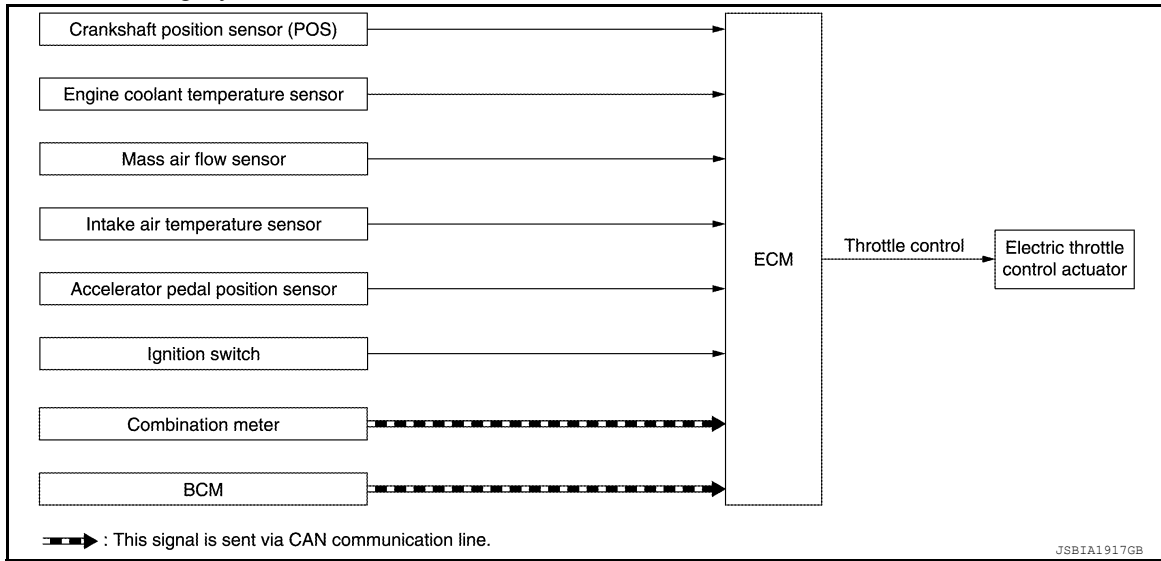 Crankshaft position sensor (POS)
Engine coolant temperature sensor
Mass air flow sensor
Intake air temperature sensor
Accelerator pedal position sensor
Ignition switch
Combination meter
BCM
ECM
Throttle control
Electric throttle
control actuator
: This signal is sent via CAN communication line.
JSBIA1917GB